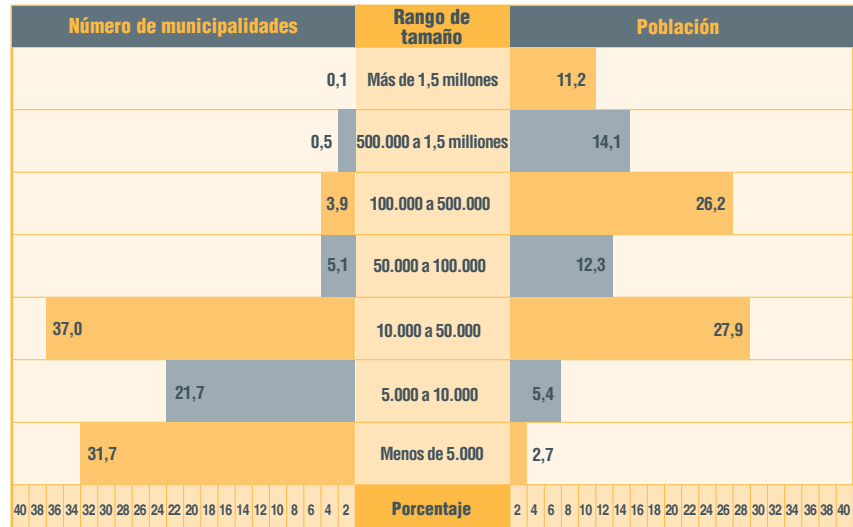 Número de municipalidades Rango de tamaño Población
0,1 Más de 1,5 millones 11,2
0,5 500.000 a 1,5 milliones 14,1
3,9 100.000 a 500.000 26,2
5,1 50.000 a 100.000 12,3
37,0 10.000 a 50.000 27,9
21,7 5.000 a 10.000 5,4
31,7 Menos de 5.000 2,7
40 38 36 34 32 30 28 26 24 22 20 18 16 14 12 10 8 6 4 2 Porcentaje 2 4 6 8 10 12 14 16 18 20 22 24 26 28 30 32 34 36 38 40